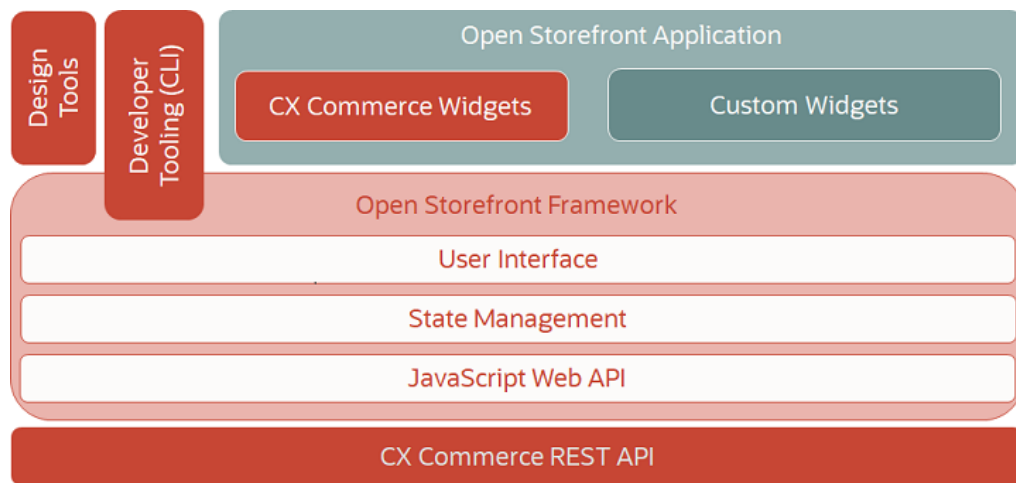 Design
Tools
Developer
Tooling (CLI)
Open Storefront Application
CX Commerce Widgets
Custom Widgets
Open Storefront Framework
User Interface
State Management
JavaScript Web API
CX Commerce REST API